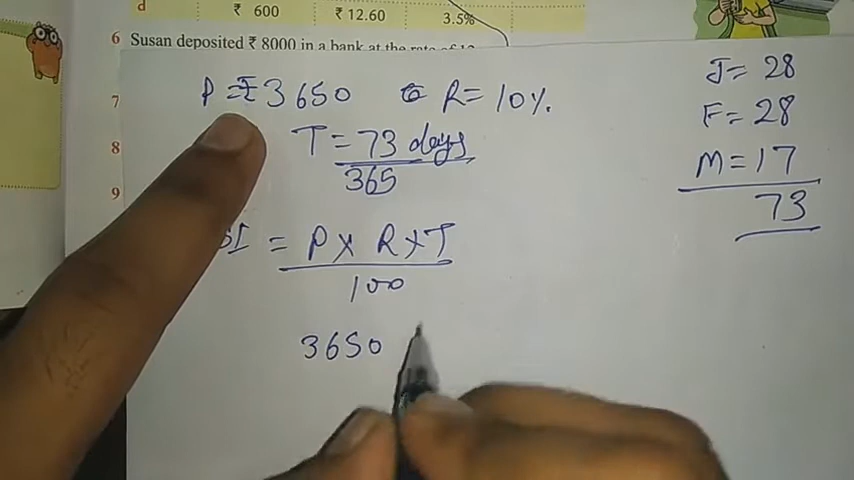 d ₹ 600 ₹ 12.60 3.5%
6 Susan deposited ₹ 8000 in a bank at the rate of
7
8
9
P = ₹ 3650 R = 10%.
T = 73 days
365
SI = P x R x T
100
3650
J = 28
F = 28
M = 17
73